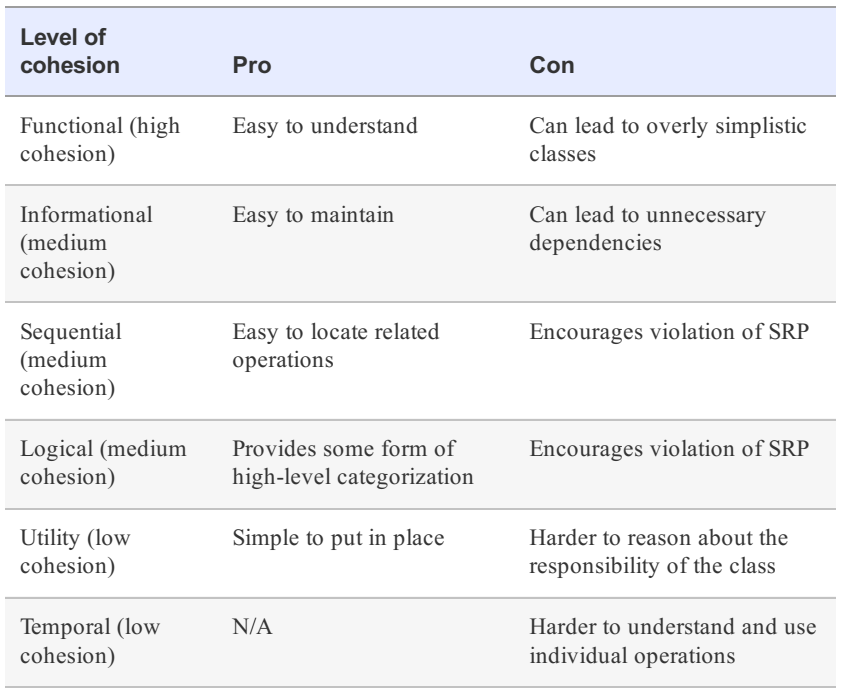 Level of
cohesion Pro Con
Functional (high Easy to understand Can lead to overly simplistic
cohesion) classes
Informational Easy to maintain Can lead to unnecessary
(medium dependencies
cohesion)
Sequential Easy to locate related Encourages violation of SRP
(medium operations
cohesion)
Logical (medium Provides some form of Encourages violation of SRP
cohesion) high-level categorization
Utility (low Simple to put in place Harder to reason about the
cohesion) responsibility of the class
Temporal (low N/A Harder to understand and use
cohesion) individual operations